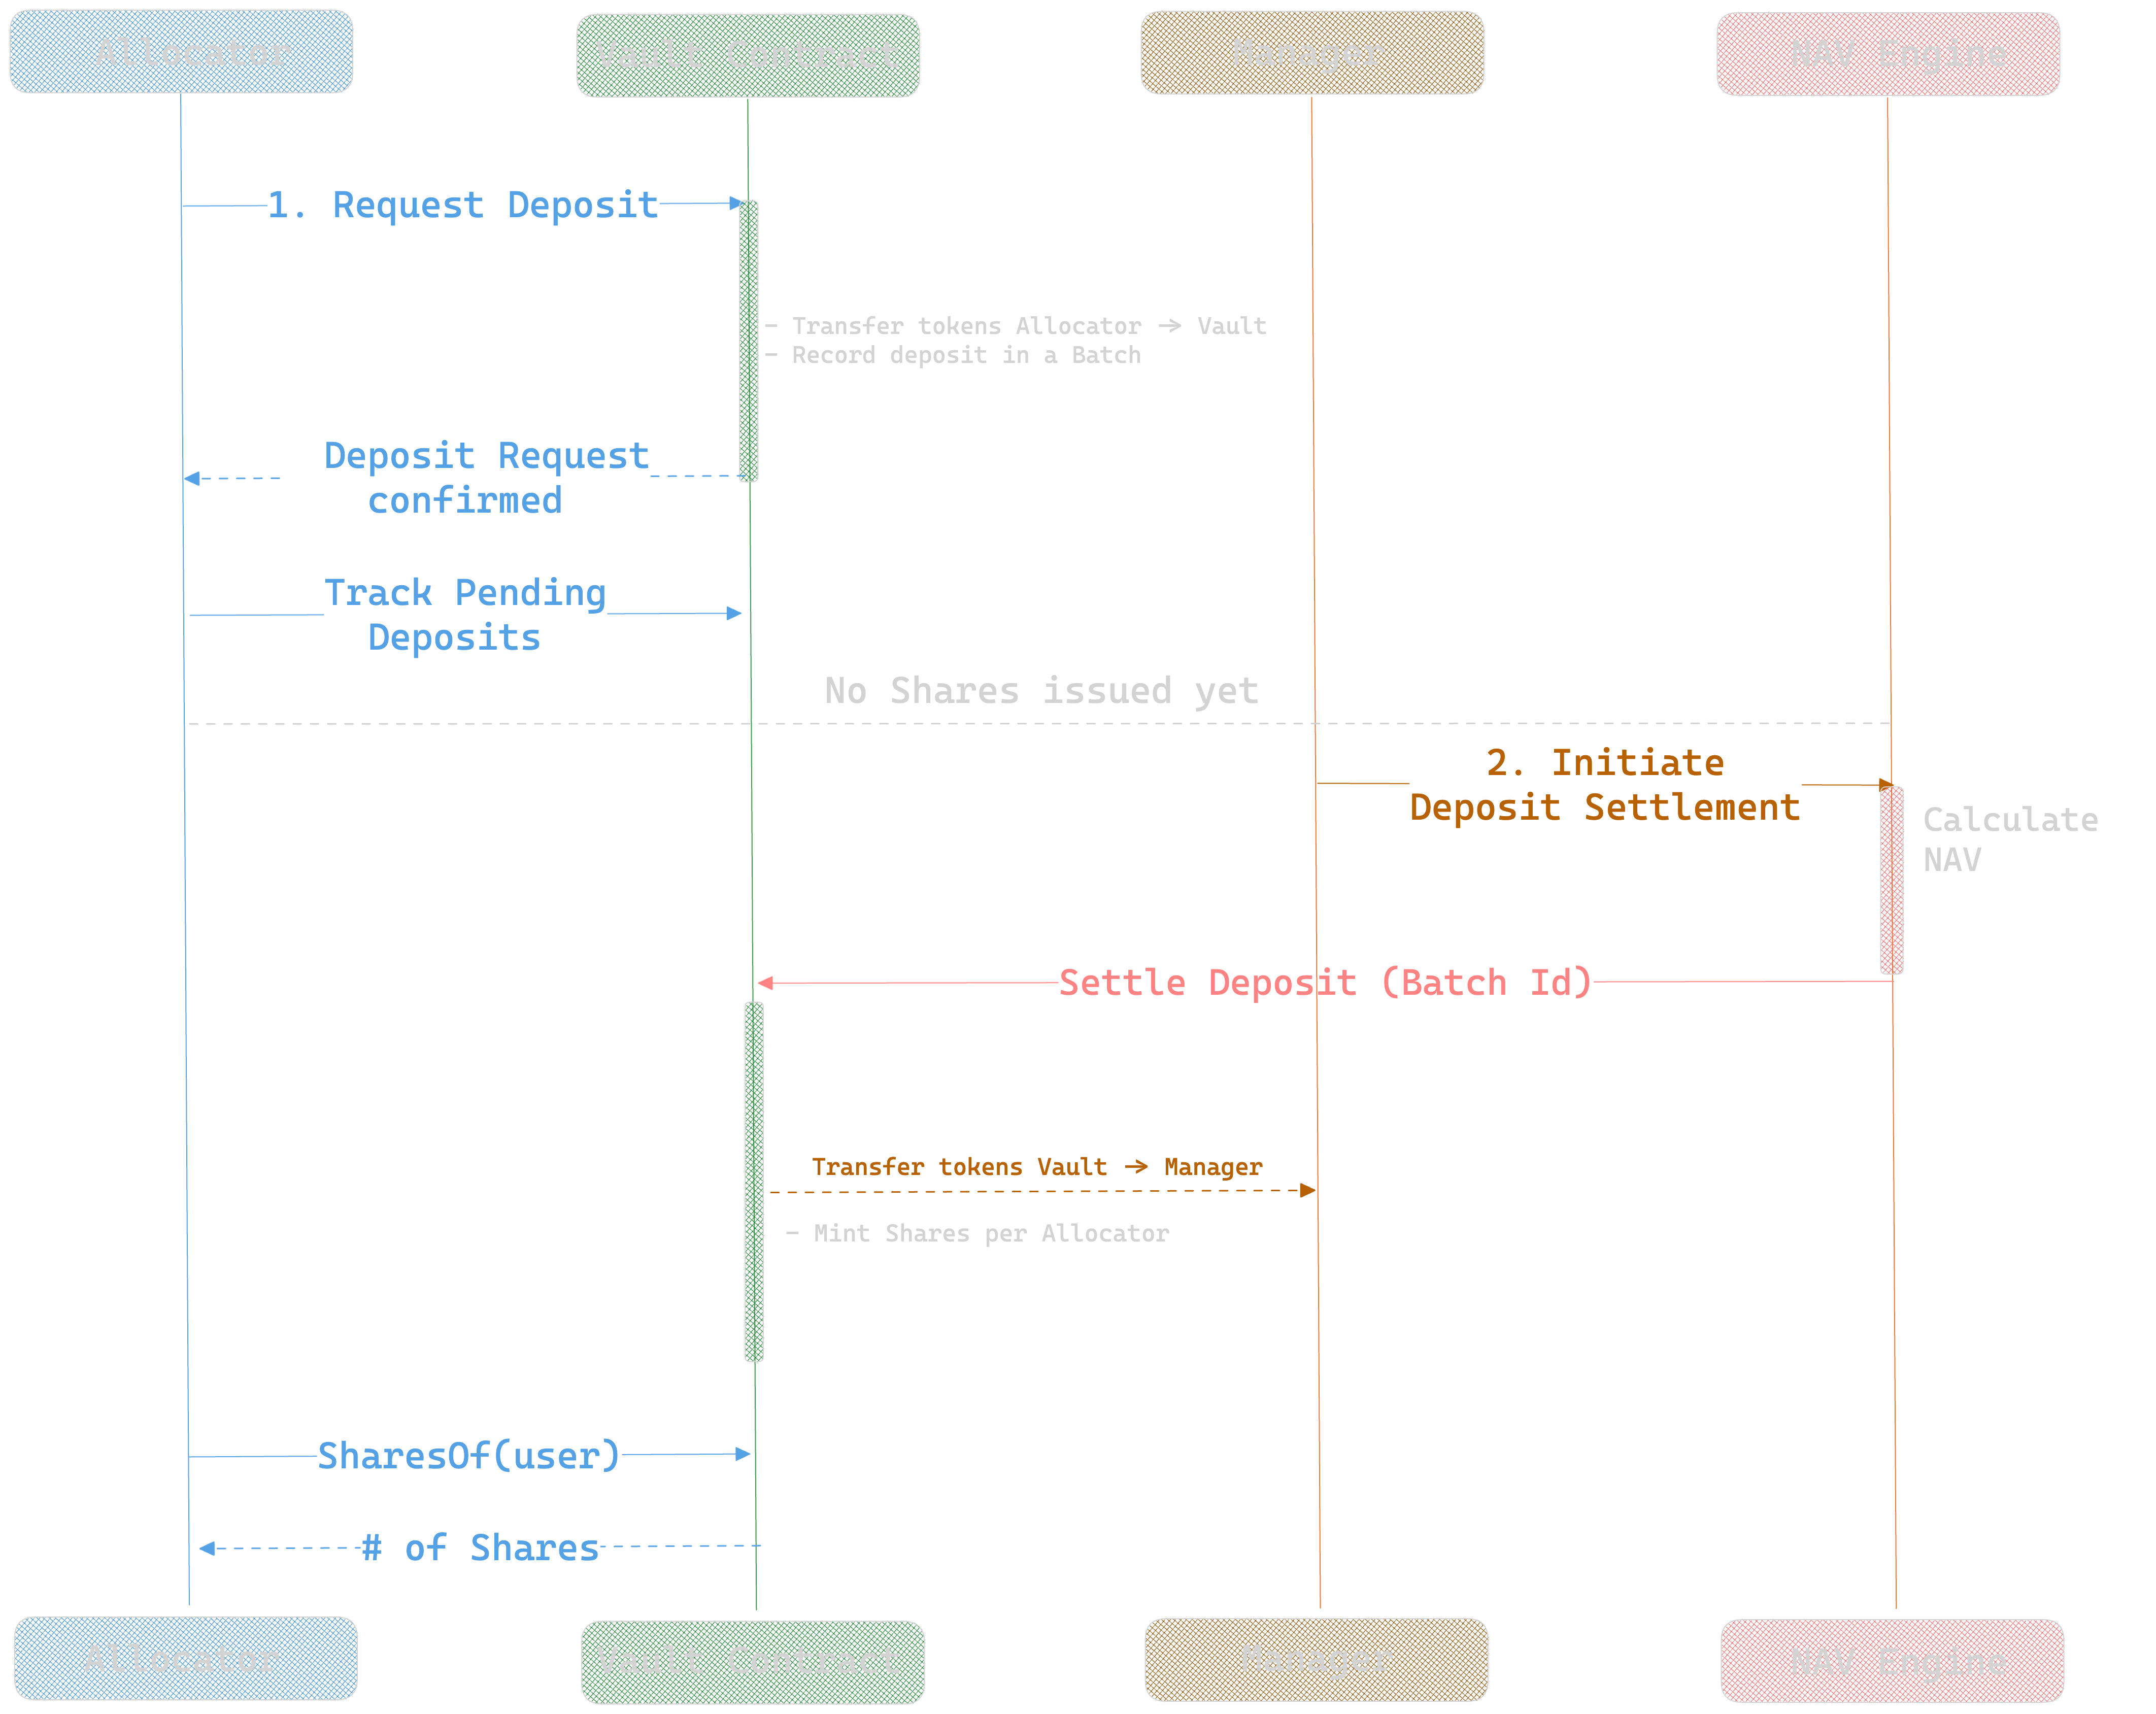 Allocator
Vault Contract
Manager
NAV Engine
1. Request Deposit
- Transfer tokens Allocator → Vault
- Record deposit in a Batch
Deposit Request
confirmed
Track Pending
Deposits
No Shares issued yet
2. Initiate
Deposit Settlement
Calculate
NAV
Settle Deposit (Batch Id)
Transfer tokens Vault → Manager
- Mint Shares per Allocator
SharesOf(user)
# of Shares
Allocator
Vault Contract
Manager
NAV Engine